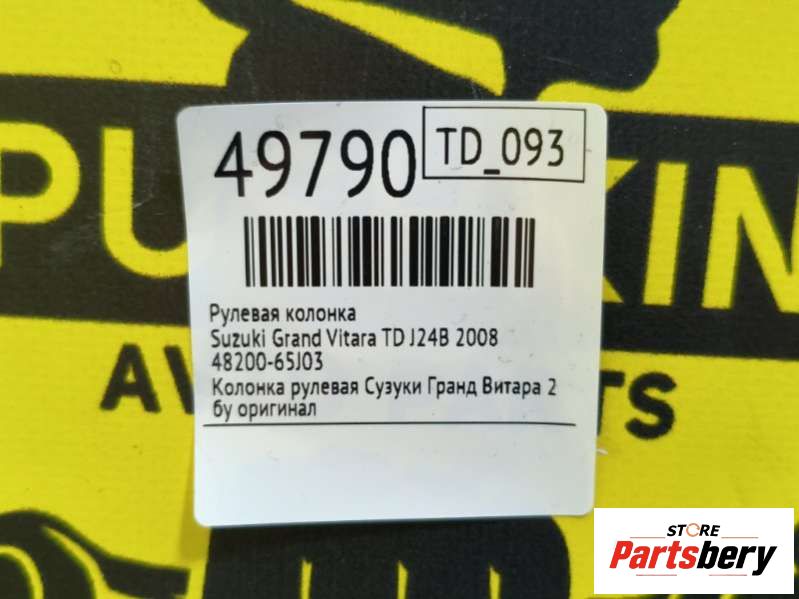 49790
TD_093
Рулевая колонка
Suzuki Grand Vitara TD J24B 2008
48200-65J03
Колонка рулевая Сузуки Гранд Витара 2
бу оригинал
STORE
Partsbery